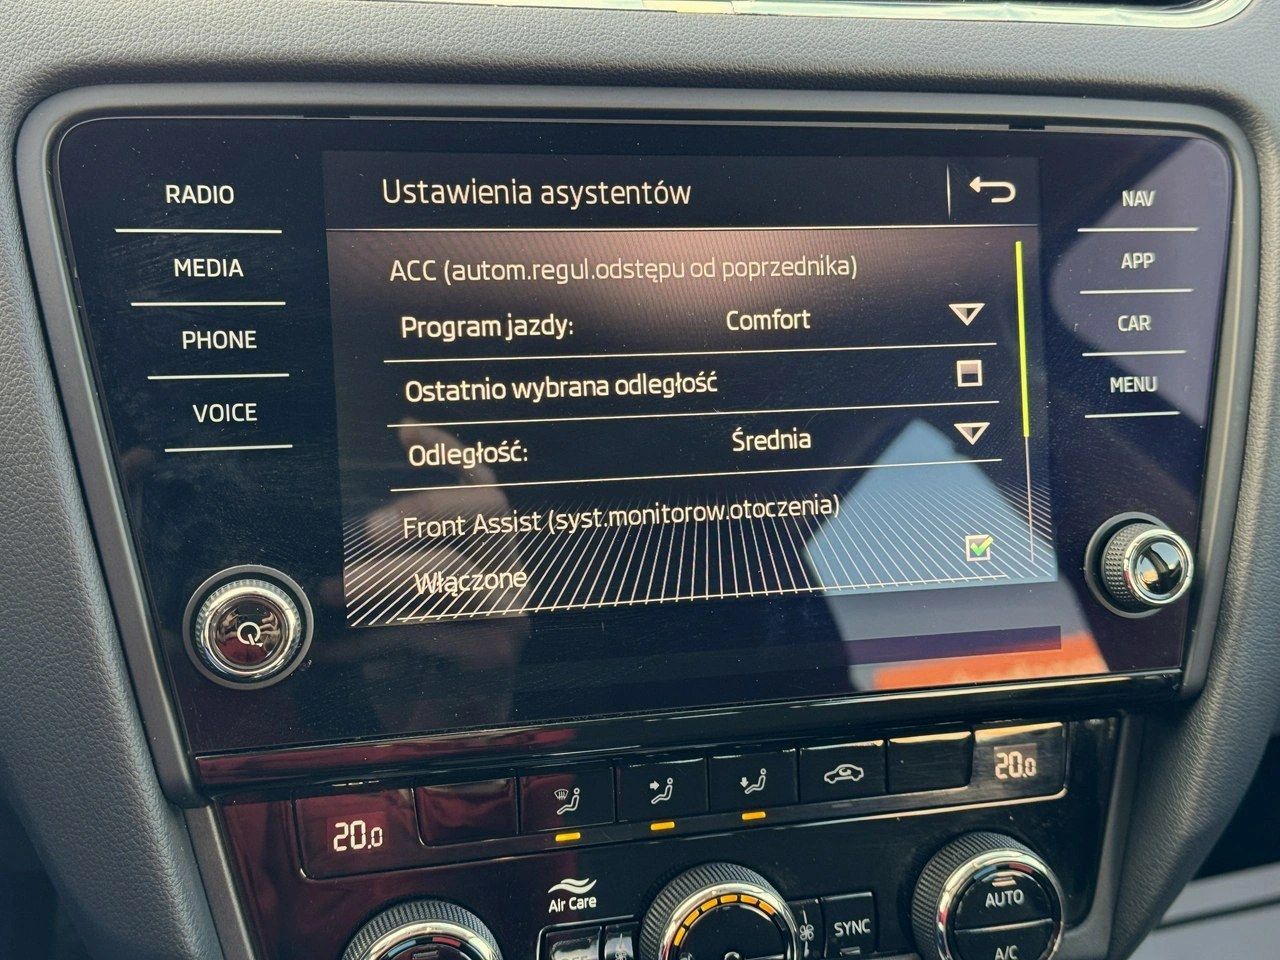 RADIO
MEDIA
PHONE
VOICE
Ustawienia asystentów
ACC (autom.regul.odstępu od poprzednika)
Program jazdy: Comfort
Ostatnio wybrana odległość
Odległość: Średnia
Front Assist (syst.monitorow.otoczenia)
Włączone
NAV
APP
CAR
MENU
20.0
20.0
Air Care
SYNC
AUTO
A/C